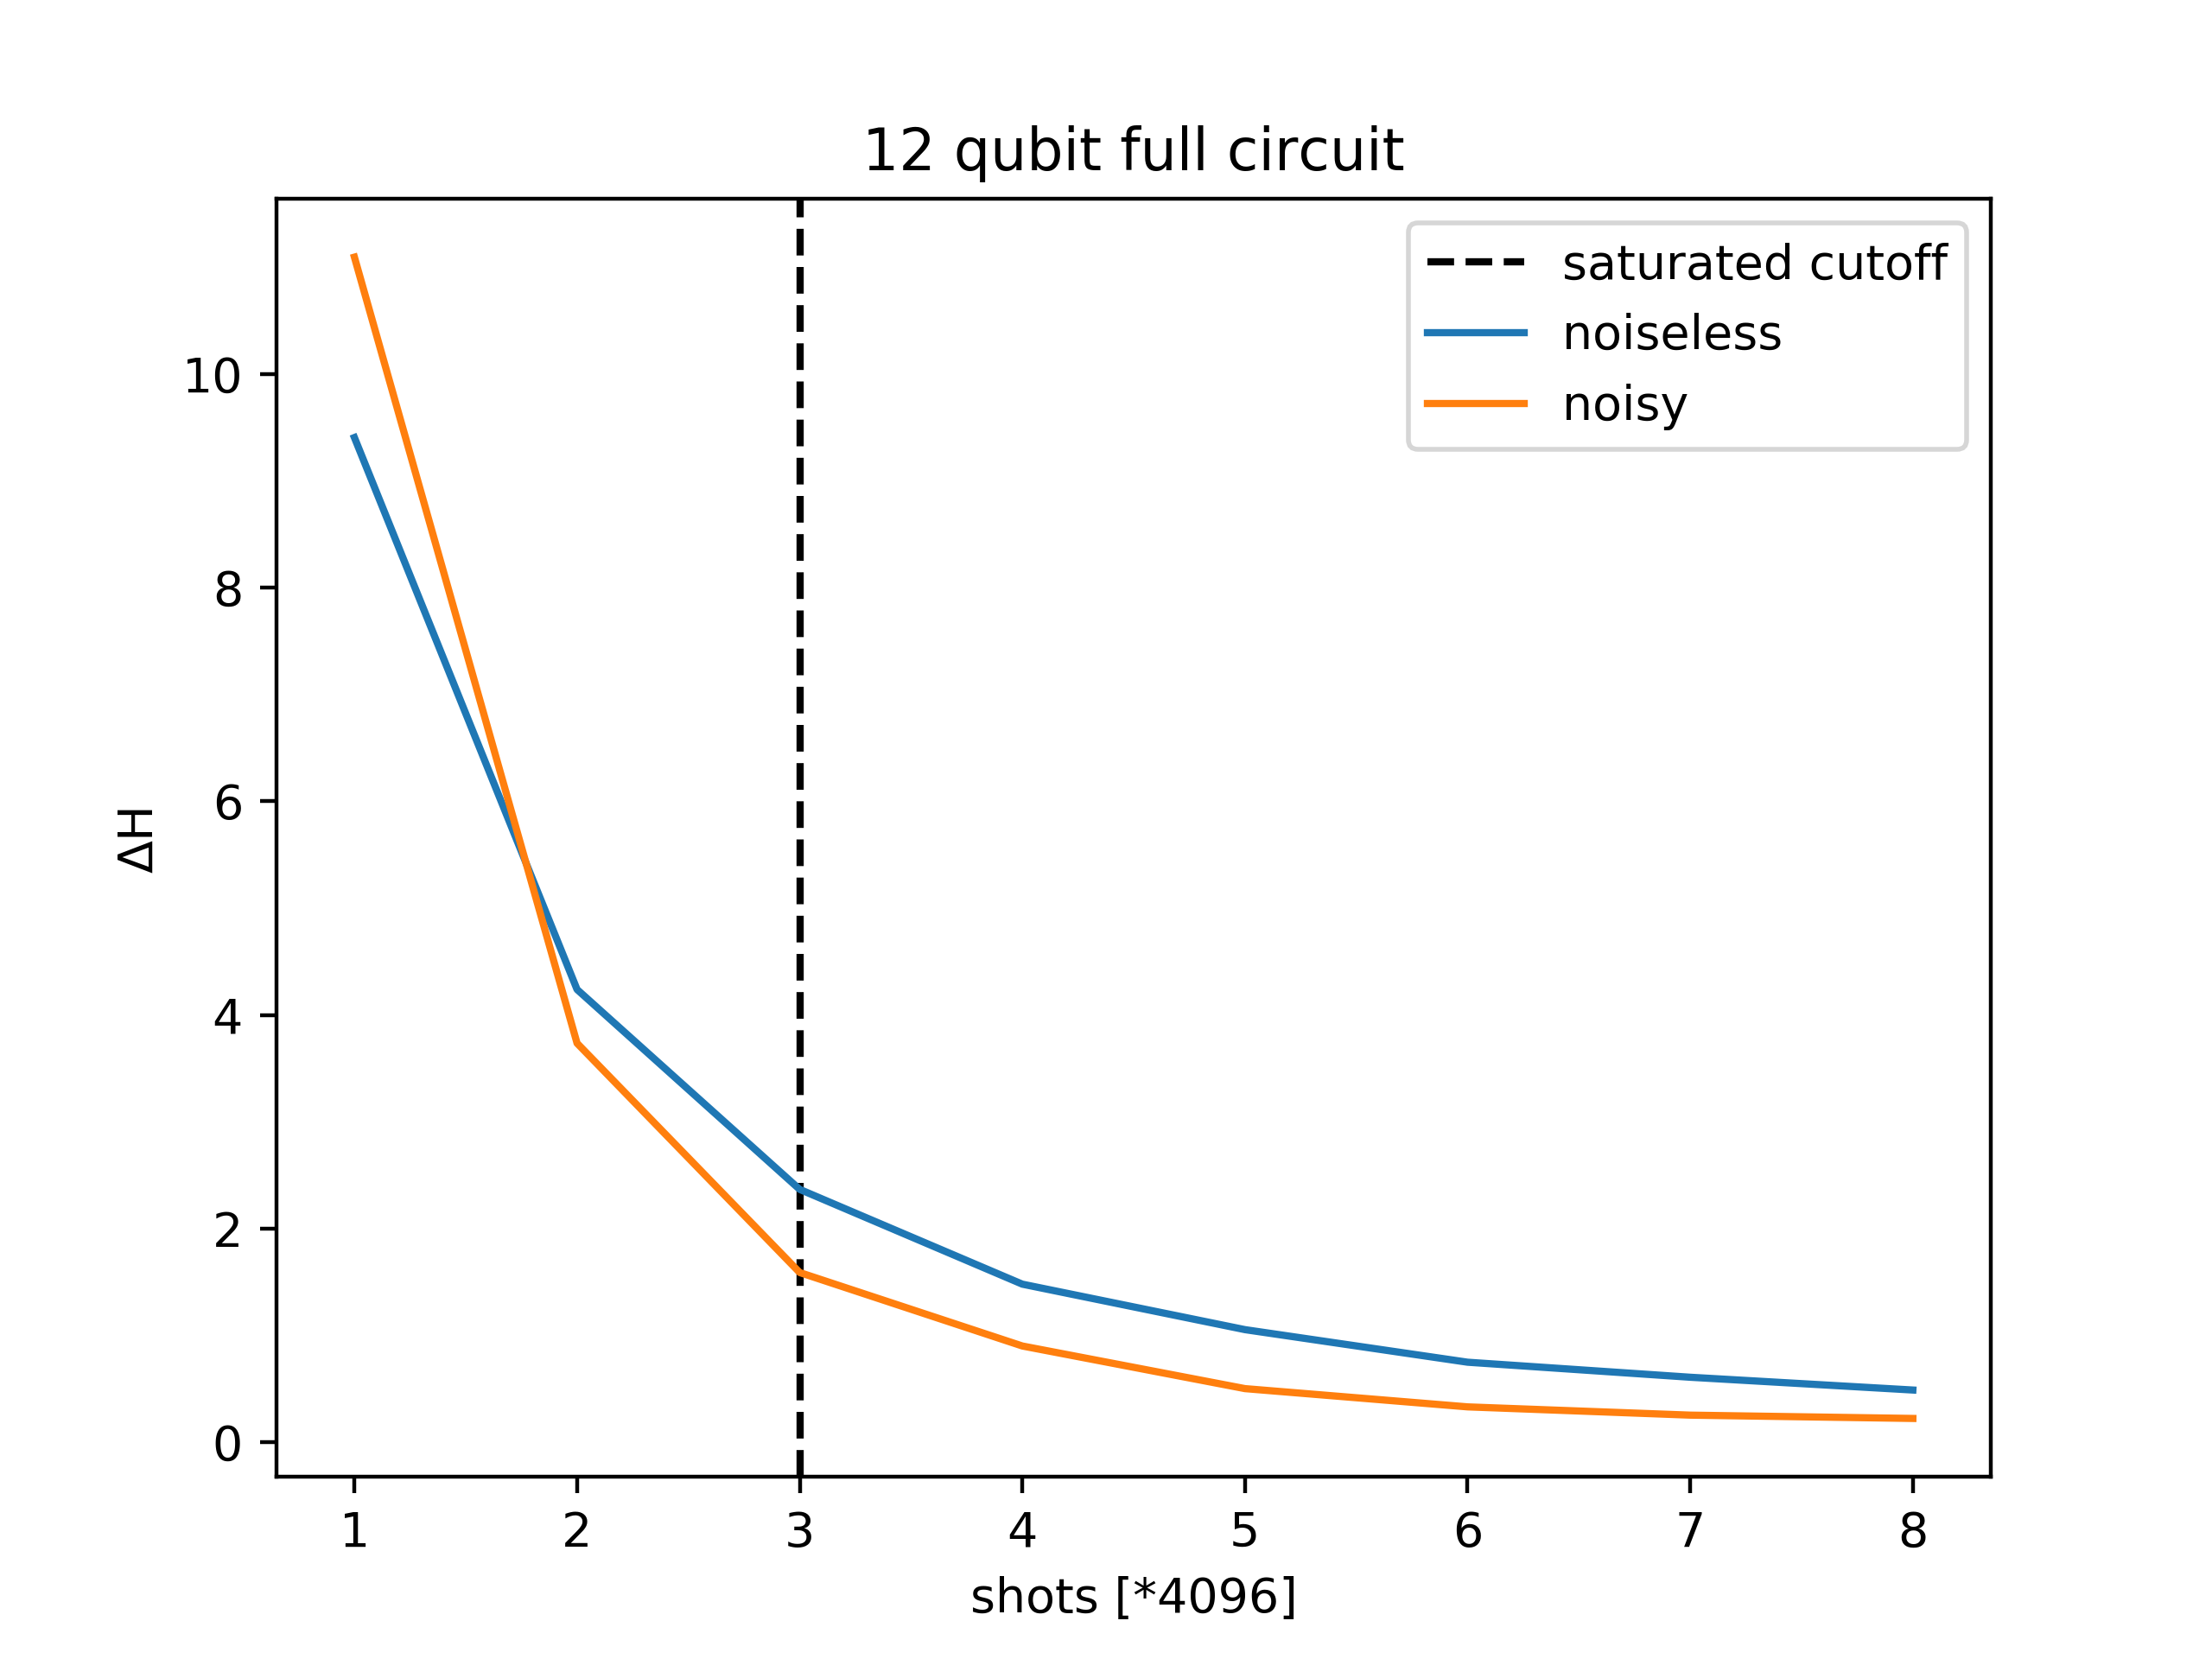 12 qubit full circuit
saturated cutoff
noiseless
noisy
ΔH
10
8
6
4
2
0
1 2 3 4 5 6 7 8
shots [*4096]